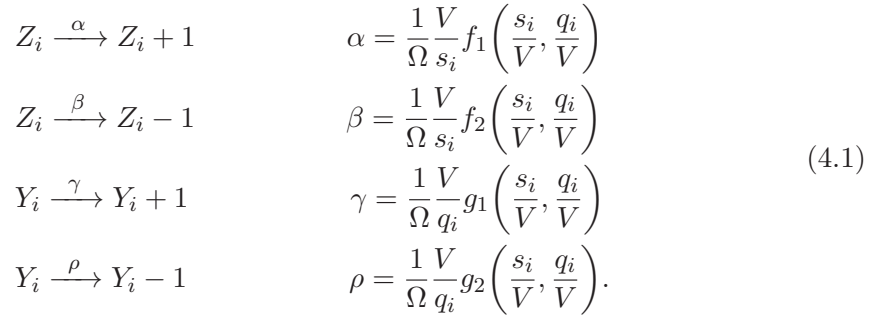 $Z_i \xrightarrow{\alpha} Z_i + 1 \qquad \alpha = \frac{1}{\Omega} \frac{V}{s_i} f_1\left(\frac{s_i}{V}, \frac{q_i}{V}\right)$
$Z_i \xrightarrow{\beta} Z_i - 1 \qquad \beta = \frac{1}{\Omega} \frac{V}{s_i} f_2\left(\frac{s_i}{V}, \frac{q_i}{V}\right)$
(4.1)
$Y_i \xrightarrow{\gamma} Y_i + 1 \qquad \gamma = \frac{1}{\Omega} \frac{V}{q_i} g_1\left(\frac{s_i}{V}, \frac{q_i}{V}\right)$
$Y_i \xrightarrow{\rho} Y_i - 1 \qquad \rho = \frac{1}{\Omega} \frac{V}{q_i} g_2\left(\frac{s_i}{V}, \frac{q_i}{V}\right).$